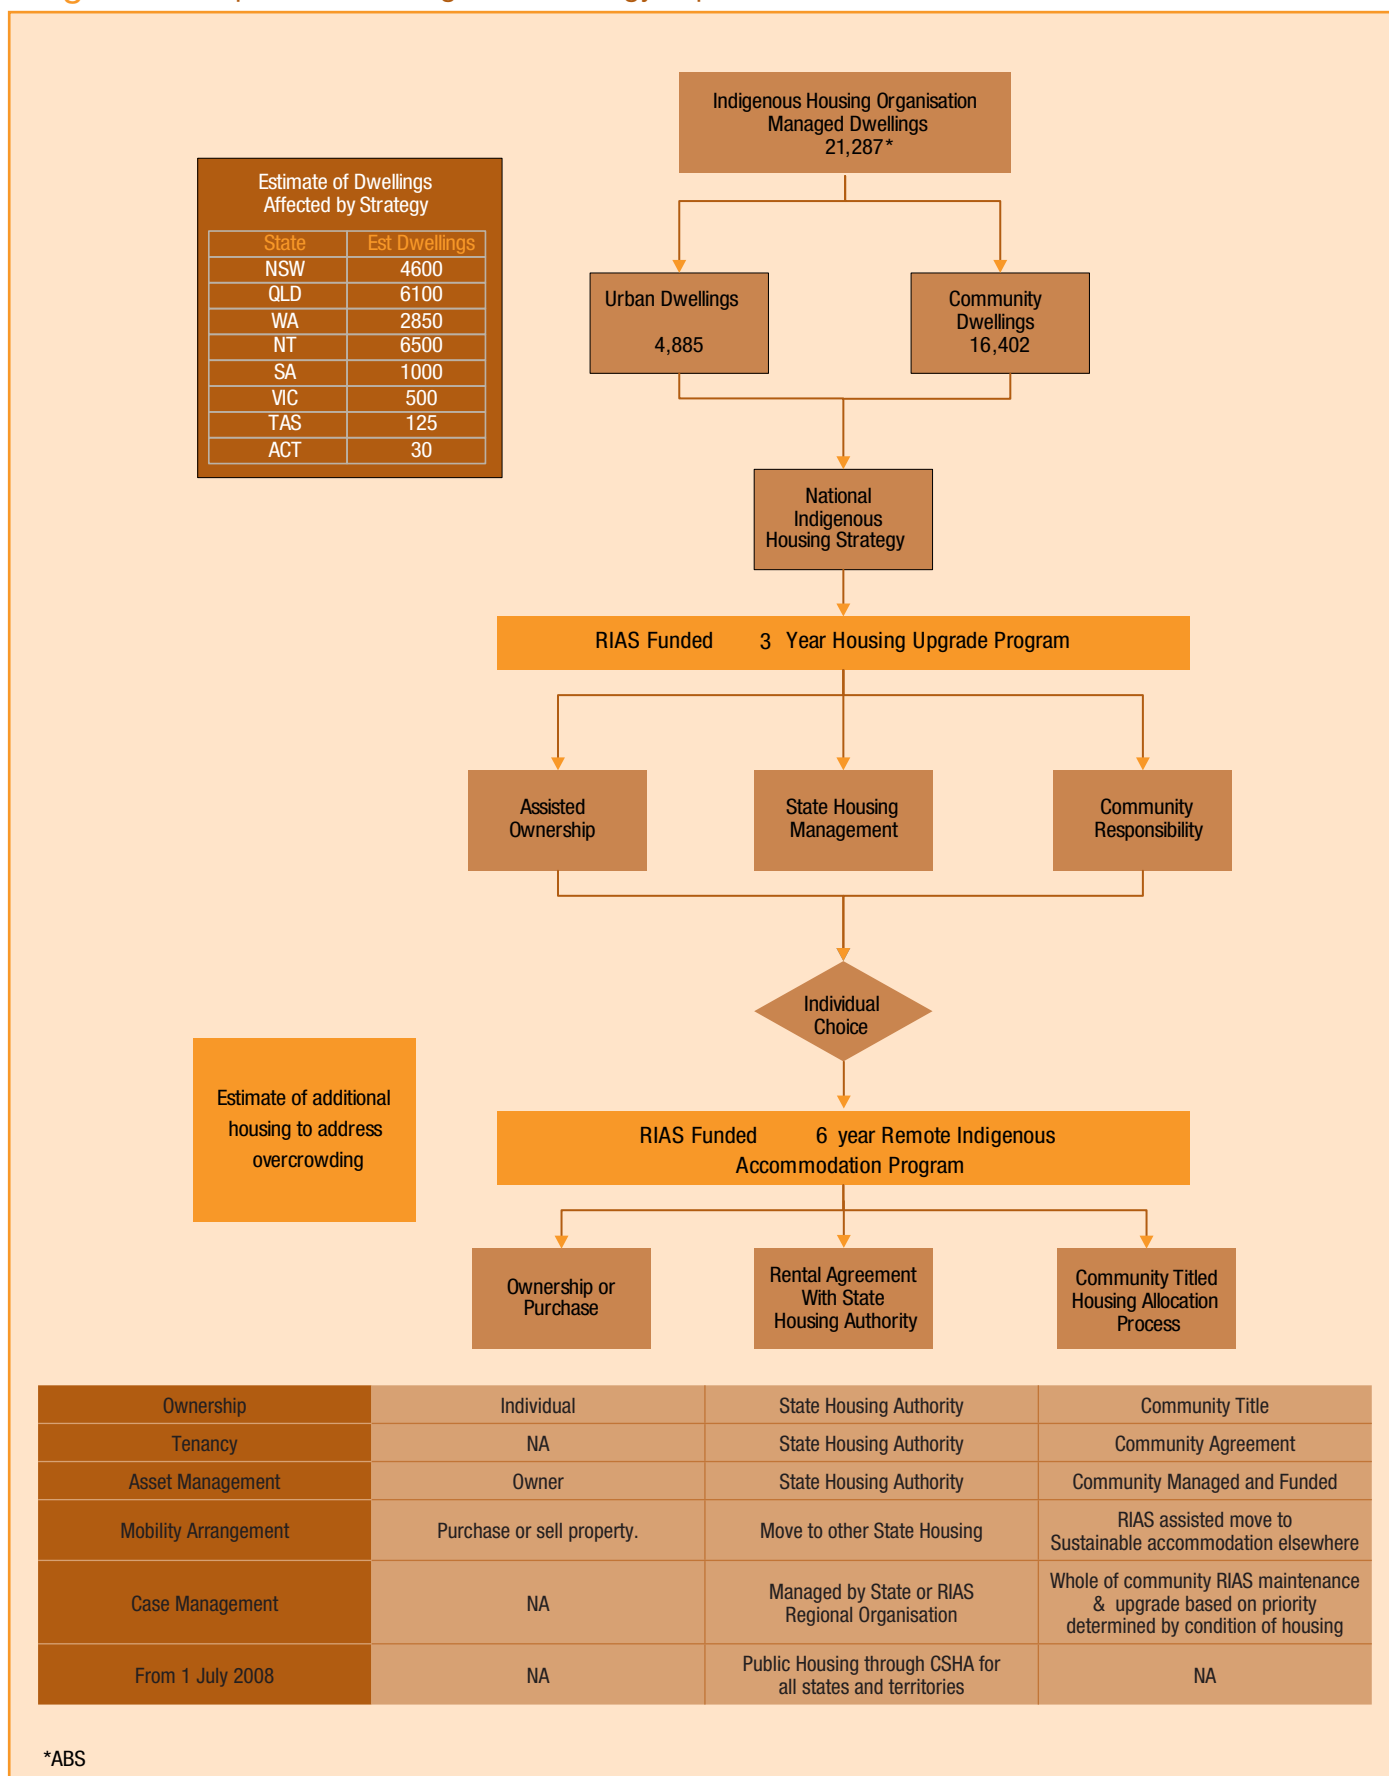 Indigenous Housing Organisation
Managed Dwellings
21,287*
Estimate of Dwellings
Affected by Strategy
State Est Dwellings
NSW 4600
QLD 6100
WA 2850
NT 6500
SA 1000
VIC 500
TAS 125
ACT 30
Urban Dwellings
4,885
Community
Dwellings
16,402
National
Indigenous
Housing Strategy
RIAS Funded 3 Year Housing Upgrade Program
Assisted
Ownership
State Housing
Management
Community
Responsibility
Individual
Choice
Estimate of additional
housing to address
overcrowding
RIAS Funded 6 year Remote Indigenous
Accommodation Program
Ownership or
Purchase
Rental Agreement
With State
Housing Authority
Community Titled
Housing Allocation
Process
Ownership Individual State Housing Authority Community Title
Tenancy NA State Housing Authority Community Agreement
Asset Management Owner State Housing Authority Community Managed and Funded
Mobility Arrangement Purchase or sell property. Move to other State Housing
RIAS assisted move to
Sustainable accommodation elsewhere
Case Management NA
Managed by State or RIAS
Regional Organisation
Whole of community RIAS maintenance
& upgrade based on priority
determined by condition of housing
From 1 July 2008 NA
Public Housing through CSHA for
all states and territories
NA
*ABS